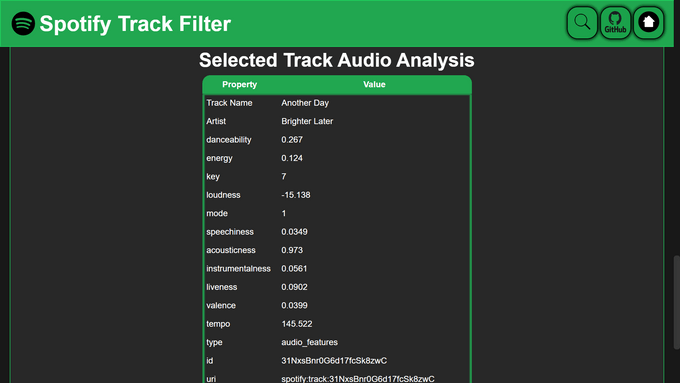 Spotify Track Filter
GitHub
Selected Track Audio Analysis
Property Value
Track Name Another Day
Artist Brighter Later
danceability 0.267
energy 0.124
key 7
loudness -15.138
mode 1
speechiness 0.0349
acousticness 0.973
instrumentalness 0.0561
liveness 0.0902
valence 0.0399
tempo 145.522
type audio_features
id 31NxsBnr0G6d17fcSk8zwC
uri spotify:track:31NxsBnr0G6d17fcSk8zwC